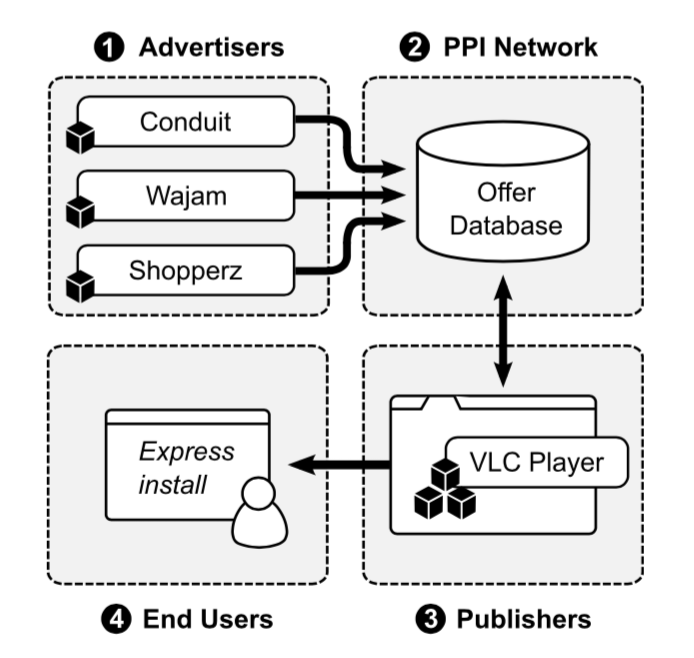 1 Advertisers
2 PPI Network
Conduit
Wajam
Shopperz
Offer
Database
Express
install
VLC Player
4 End Users
3 Publishers